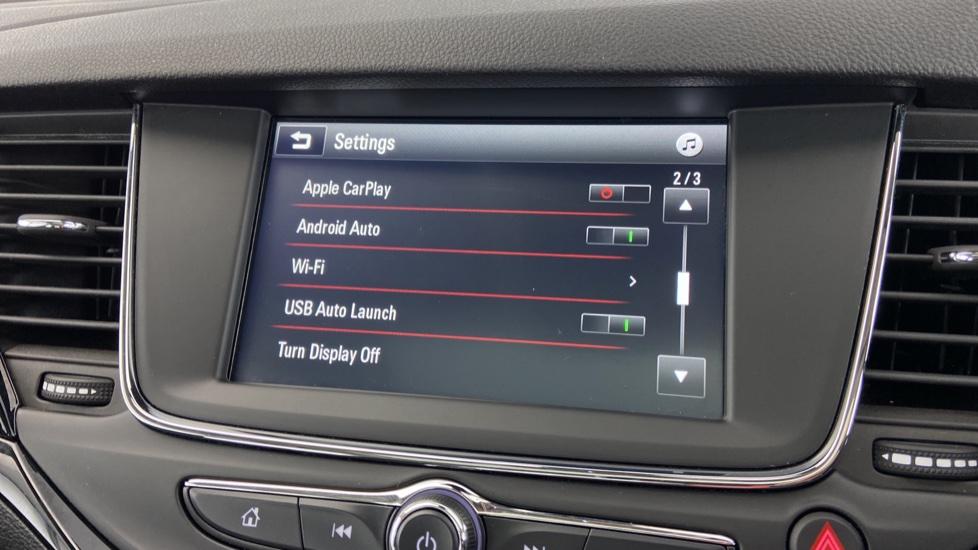 Settings
2/3
Apple CarPlay
Android Auto
Wi-Fi
USB Auto Launch
Turn Display Off